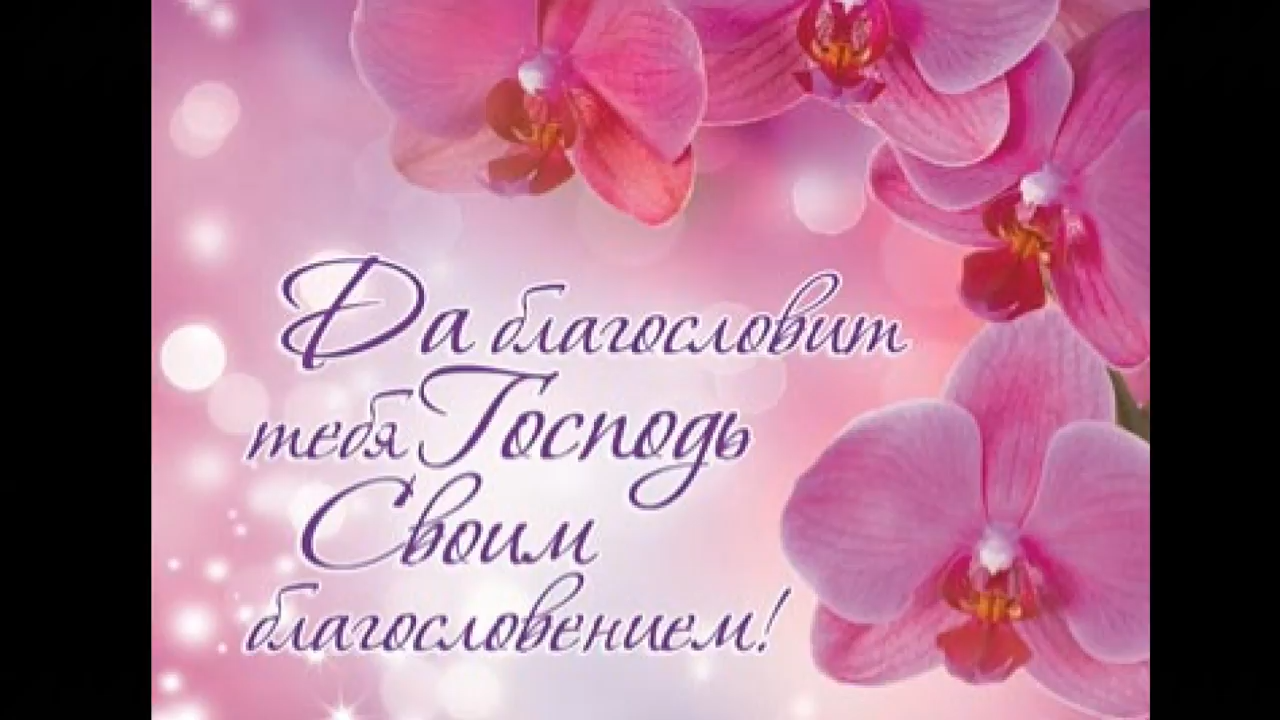 Да благословит
тебя Господь
Своим
благословением!